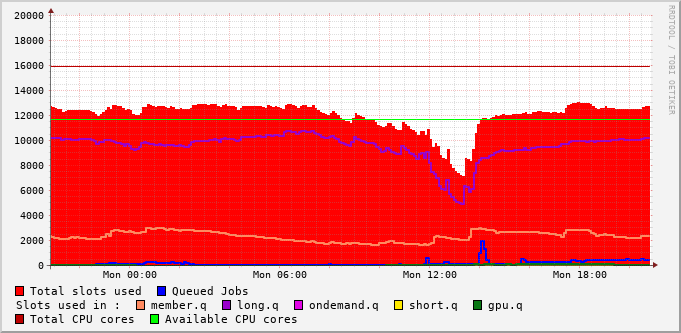 RRDTOOL / TOBI OETIKER
20000
18000
16000
14000
12000
10000
8000
6000
4000
2000
0
Mon 00:00 Mon 06:00 Mon 12:00 Mon 18:00
Total slots used Queued Jobs
Slots used in : member.q long.q ondemand.q short.q gpu.q
Total CPU cores Available CPU cores